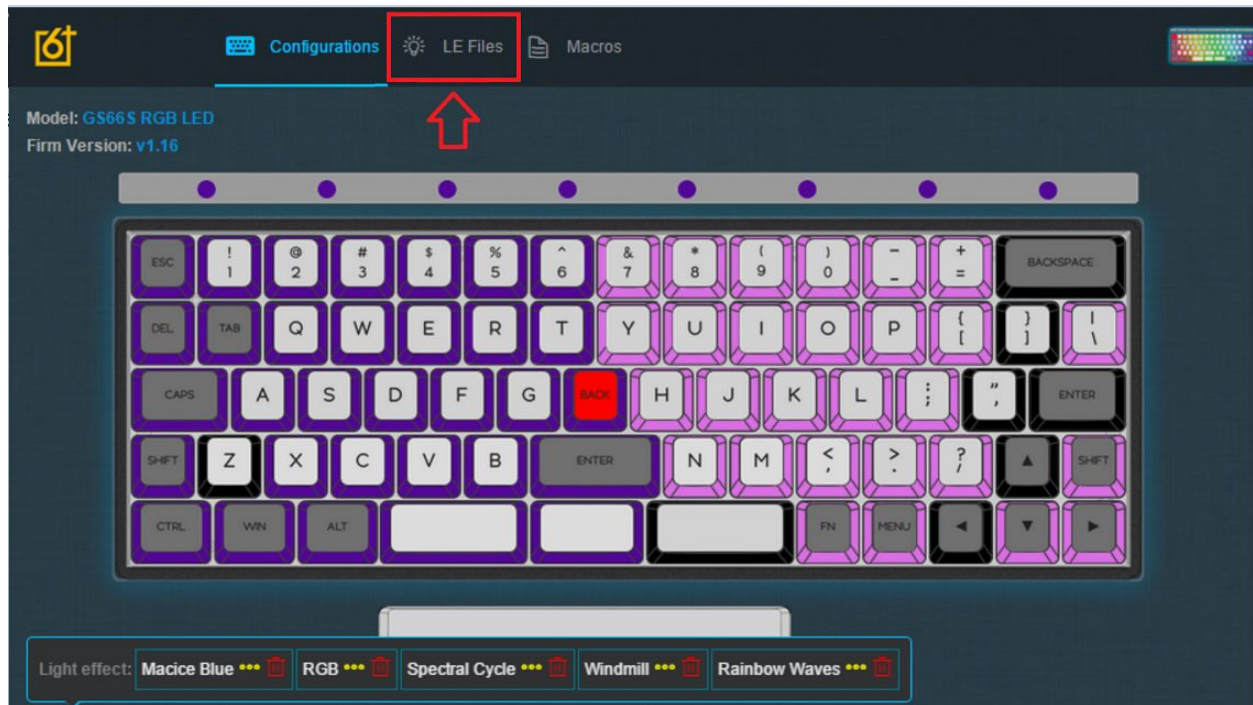 6
Configurations LE Files Macros
Model: GS66S RGB LED
Firm Version: v1.16
ESC ! 1 @ 2 # 3 $ 4 % 5 ^ 6 & 7 * 8 ( 9 ) 0 – _ + = BACKSPACE
DEL TAB Q W E R T Y U I O P { [ } ] | \
CAPS A S D F G BACK H J K L : ; " , ENTER
SHIFT Z X C V B ENTER N M < , > . ? / ▲ SHIFT
CTRL WIN ALT FN MENU ◄ ▼ ►
Light effect: Macice Blue ••• RGB ••• Spectral Cycle ••• Windmill ••• Rainbow Waves •••